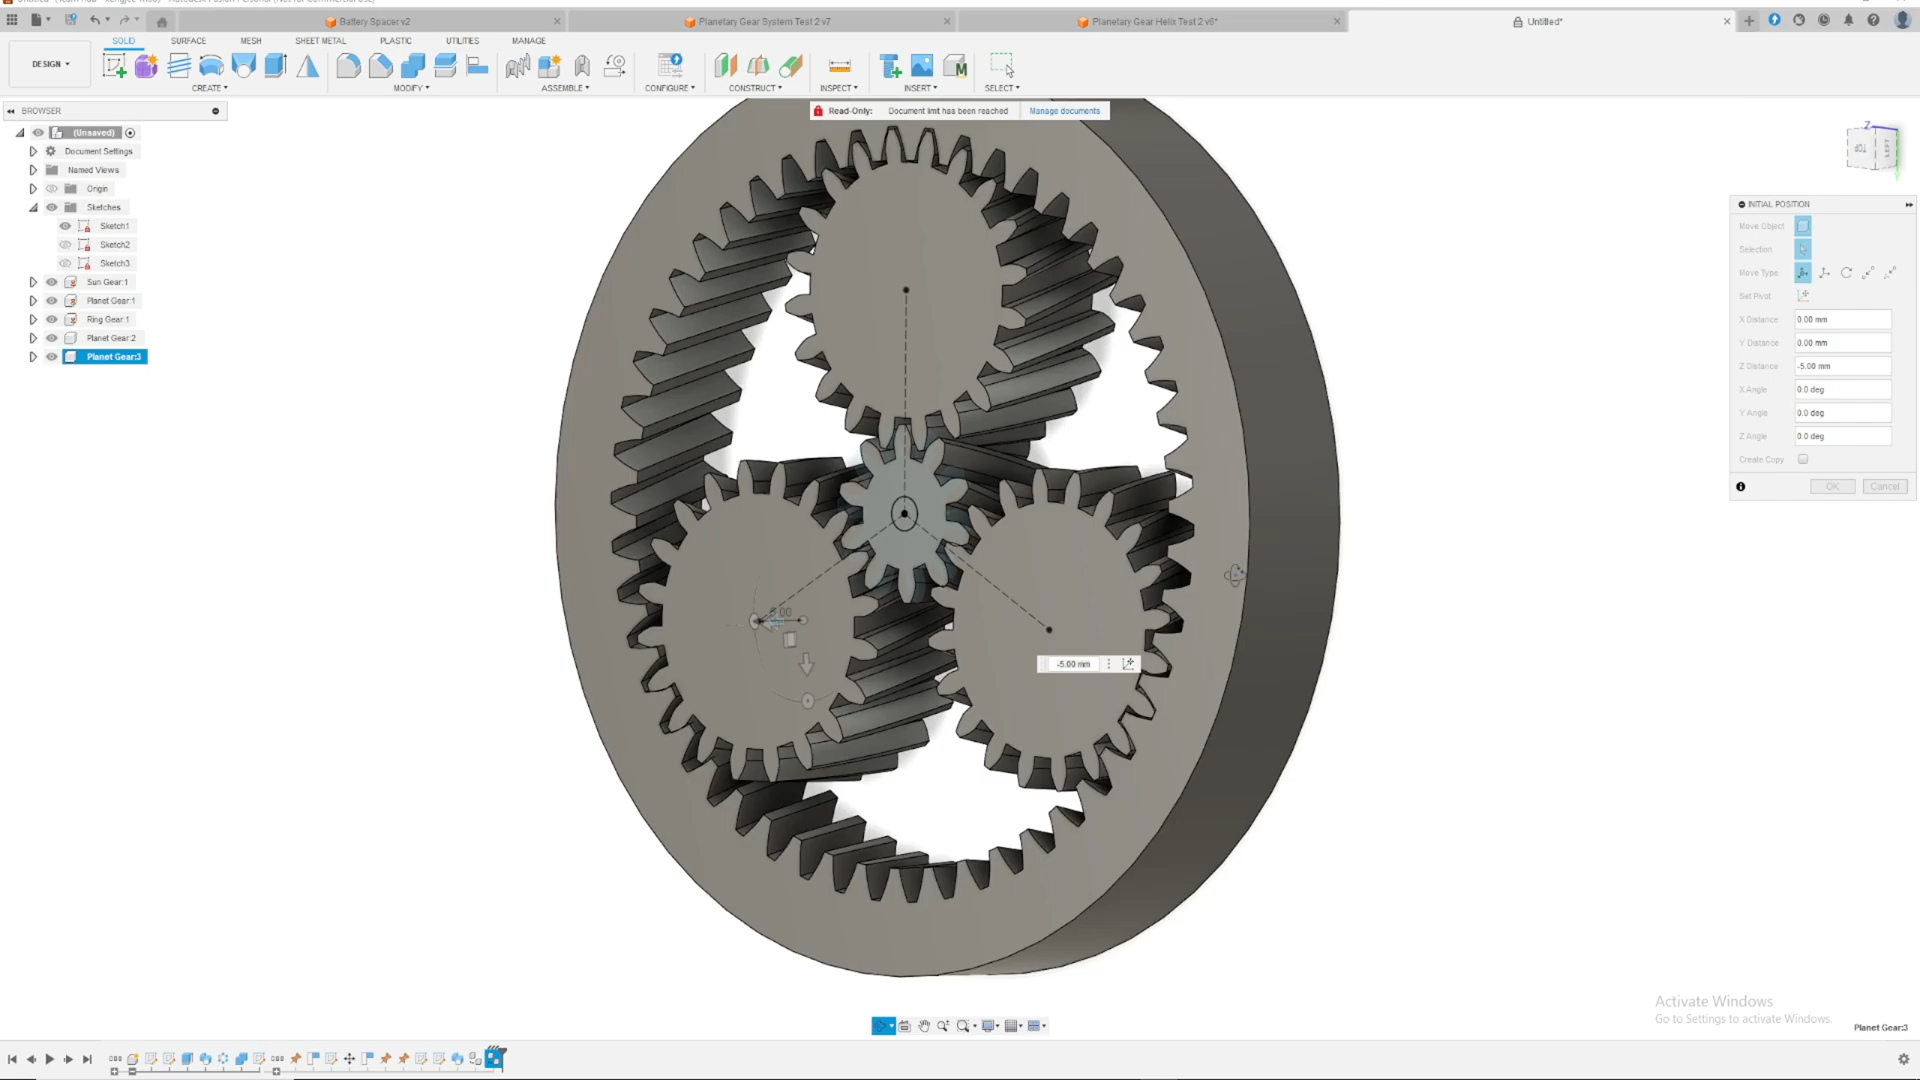 Battery Spacer v2
Planetary Gear System Test 2 v7
Planetary Gear Helix Test 2 v6*
Untitled*
DESIGN
SOLID
SURFACE
MESH
SHEET METAL
PLASTIC
UTILITIES
MANAGE
CREATE
MODIFY
ASSEMBLE
CONFIGURE
CONSTRUCT
INSPECT
INSERT
SELECT
BROWSER
Read-Only:
Document limit has been reached
Manage documents
(Unsaved)
Document Settings
Named Views
Origin
Sketches
Sketch1
Sketch2
Sketch3
Sun Gear:1
Planet Gear:1
Ring Gear:1
Planet Gear:2
Planet Gear:3
Z
TOP
LEFT
Y
INITIAL POSITION
Move Object
Selection
Move Type
Set Pivot
X Distance 0.00 mm
Y Distance 0.00 mm
Z Distance -5.00 mm
X Angle 0.0 deg
Y Angle 0.0 deg
Z Angle 0.0 deg
Create Copy
OK
Cancel
5.00
-5.00 mm
Activate Windows
Go to Settings to activate Windows.
Planet Gear:3